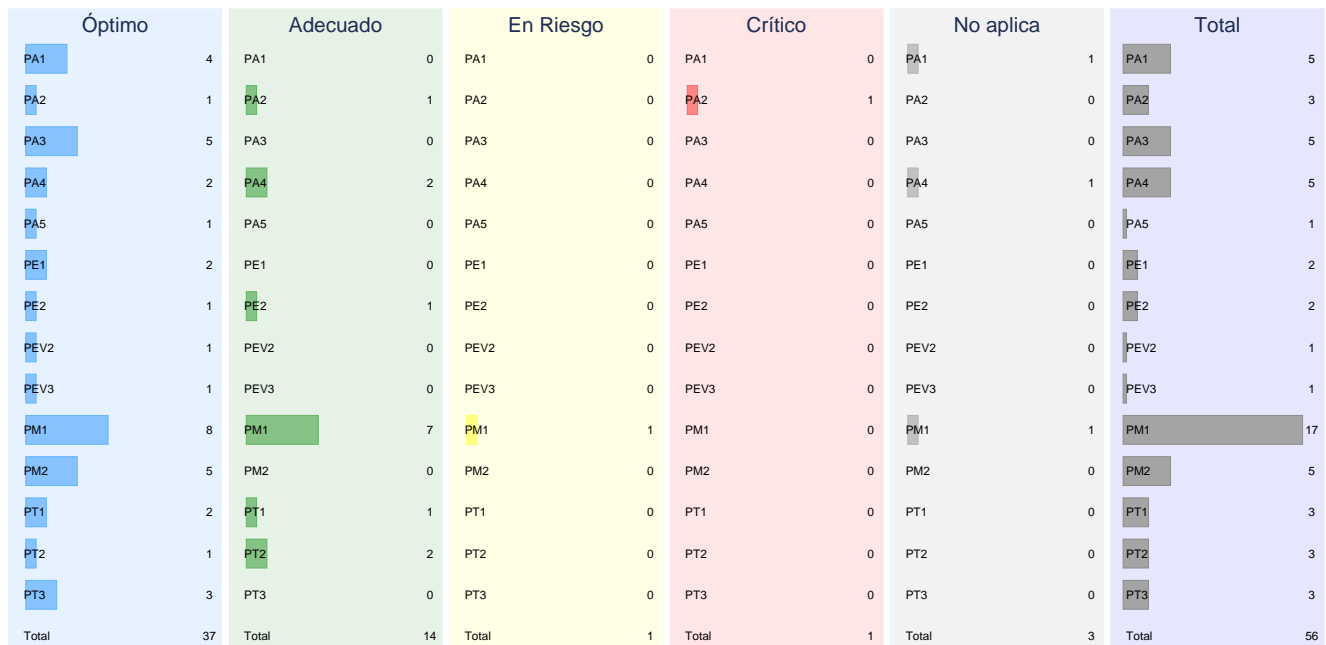 Óptimo Adecuado En Riesgo Crítico No aplica Total
PA1 4 PA1 0 PA1 0 PA1 0 PA1 1 PA1 5
PA2 1 PA2 1 PA2 0 PA2 1 PA2 0 PA2 3
PA3 5 PA3 0 PA3 0 PA3 0 PA3 0 PA3 5
PA4 2 PA4 2 PA4 0 PA4 0 PA4 1 PA4 5
PA5 1 PA5 0 PA5 0 PA5 0 PA5 0 PA5 1
PE1 2 PE1 0 PE1 0 PE1 0 PE1 0 PE1 2
PE2 1 PE2 1 PE2 0 PE2 0 PE2 0 PE2 2
PEV2 1 PEV2 0 PEV2 0 PEV2 0 PEV2 0 PEV2 1
PEV3 1 PEV3 0 PEV3 0 PEV3 0 PEV3 0 PEV3 1
PM1 8 PM1 7 PM1 1 PM1 0 PM1 1 PM1 17
PM2 5 PM2 0 PM2 0 PM2 0 PM2 0 PM2 5
PT1 2 PT1 1 PT1 0 PT1 0 PT1 0 PT1 3
PT2 1 PT2 2 PT2 0 PT2 0 PT2 0 PT2 3
PT3 3 PT3 0 PT3 0 PT3 0 PT3 0 PT3 3
Total 37 Total 14 Total 1 Total 1 Total 3 Total 56